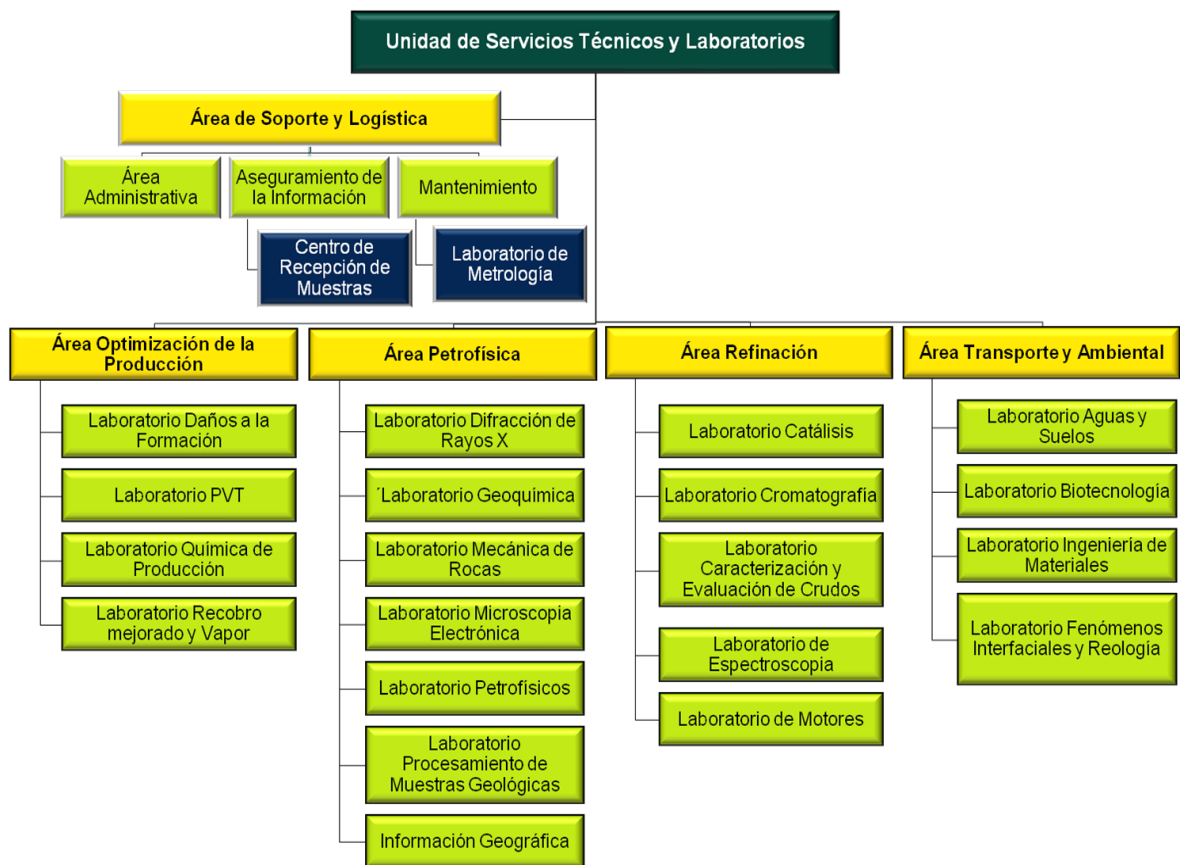 Unidad de Servicios Técnicos y Laboratorios
Área de Soporte y Logística
Área
Administrativa
Aseguramiento de
la Información
Mantenimiento
Centro de
Recepción de
Muestras
Laboratorio de
Metrología
Área Optimización de la
Producción
Laboratorio Daños a la
Formación
Laboratorio PVT
Laboratorio Química de
Producción
Laboratorio Recobro
mejorado y Vapor
Área Petrofísica
Laboratorio Difracción de
Rayos X
´Laboratorio Geoquímica
Laboratorio Mecánica de
Rocas
Laboratorio Microscopia
Electrónica
Laboratorio Petrofísicos
Laboratorio
Procesamiento de
Muestras Geológicas
Información Geográfica
Área Refinación
Laboratorio Catálisis
Laboratorio Cromatografía
Laboratorio
Caracterización y
Evaluación de Crudos
Laboratorio de
Espectroscopia
Laboratorio de Motores
Área Transporte y Ambiental
Laboratorio Aguas y
Suelos
Laboratorio Biotecnología
Laboratorio Ingeniería de
Materiales
Laboratorio Fenómenos
Interfaciales y Reología